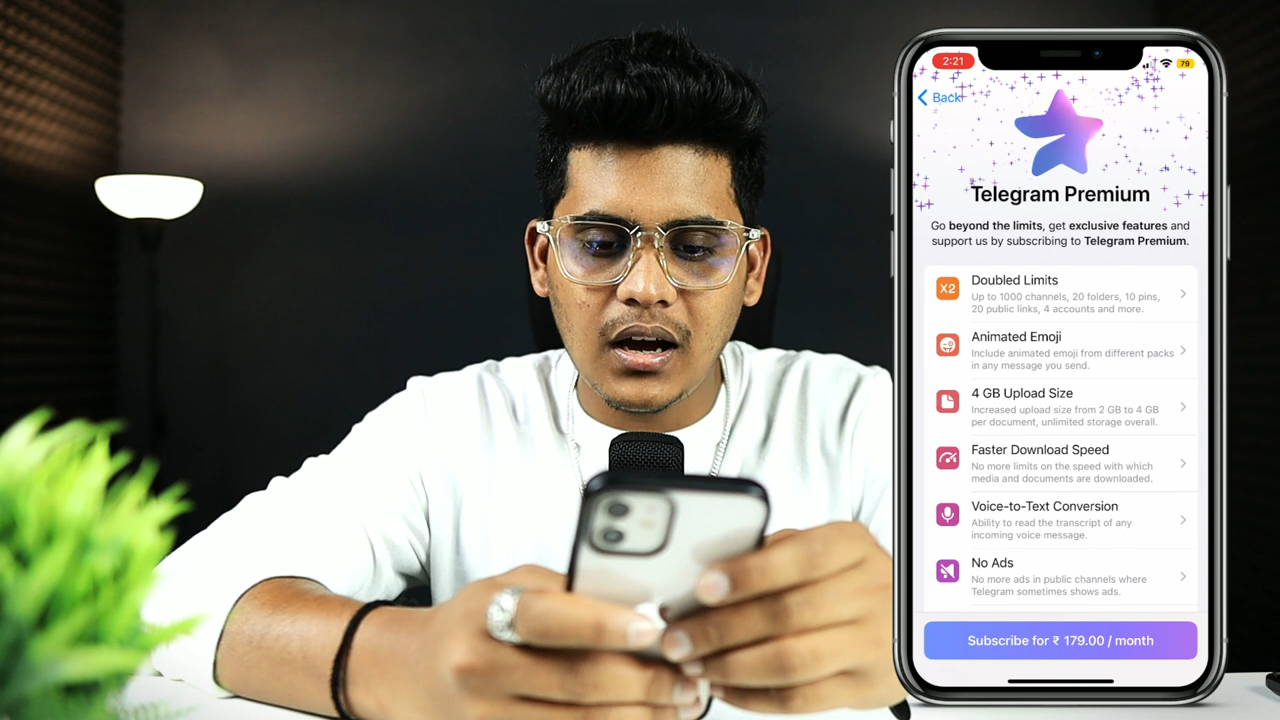 2:21
79
Back
Telegram Premium
Go beyond the limits, get exclusive features and
support us by subscribing to Telegram Premium.
X2
Doubled Limits
Up to 1000 channels, 20 folders, 10 pins,
20 public links, 4 accounts and more.
Animated Emoji
Include animated emoji from different packs
in any message you send.
4 GB Upload Size
Increased upload size from 2 GB to 4 GB
per document, unlimited storage overall.
Faster Download Speed
No more limits on the speed with which
media and documents are downloaded.
Voice-to-Text Conversion
Ability to read the transcript of any
incoming voice message.
No Ads
No more ads in public channels where
Telegram sometimes shows ads.
Subscribe for ₹ 179.00 / month